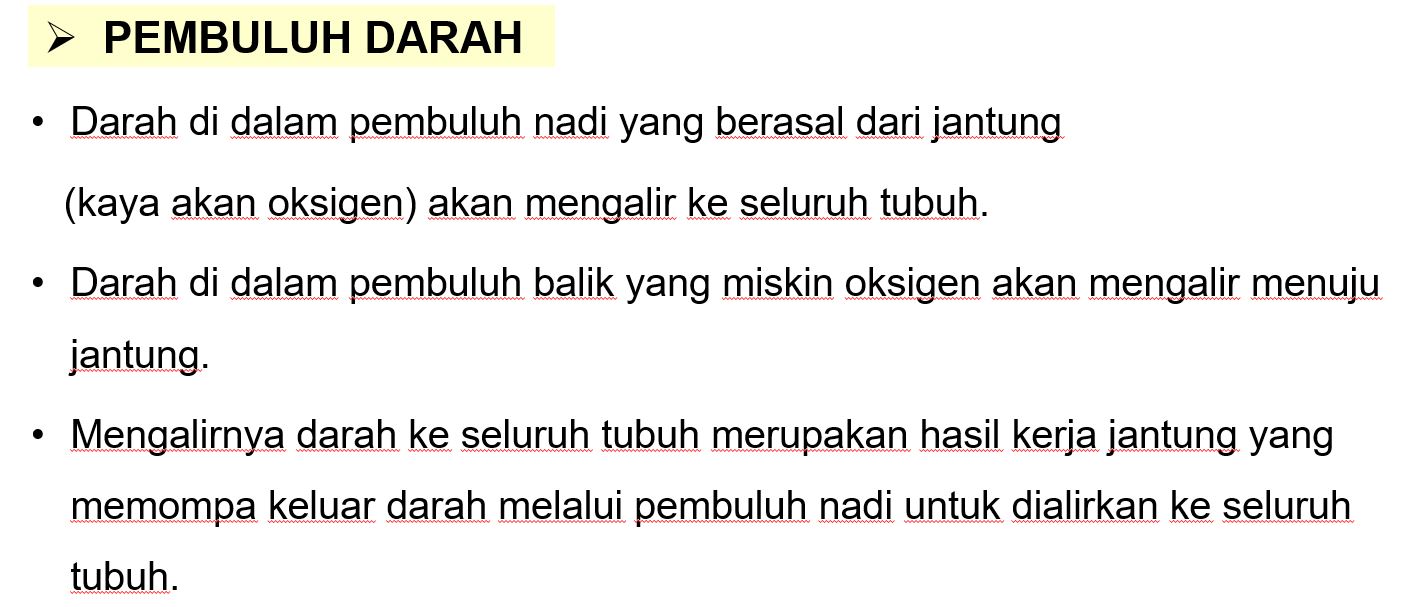 ➢ PEMBULUH DARAH
• Darah di dalam pembuluh nadi yang berasal dari jantung
(kaya akan oksigen) akan mengalir ke seluruh tubuh.
• Darah di dalam pembuluh balik yang miskin oksigen akan mengalir menuju
jantung.
• Mengalirnya darah ke seluruh tubuh merupakan hasil kerja jantung yang
memompa keluar darah melalui pembuluh nadi untuk dialirkan ke seluruh
tubuh.